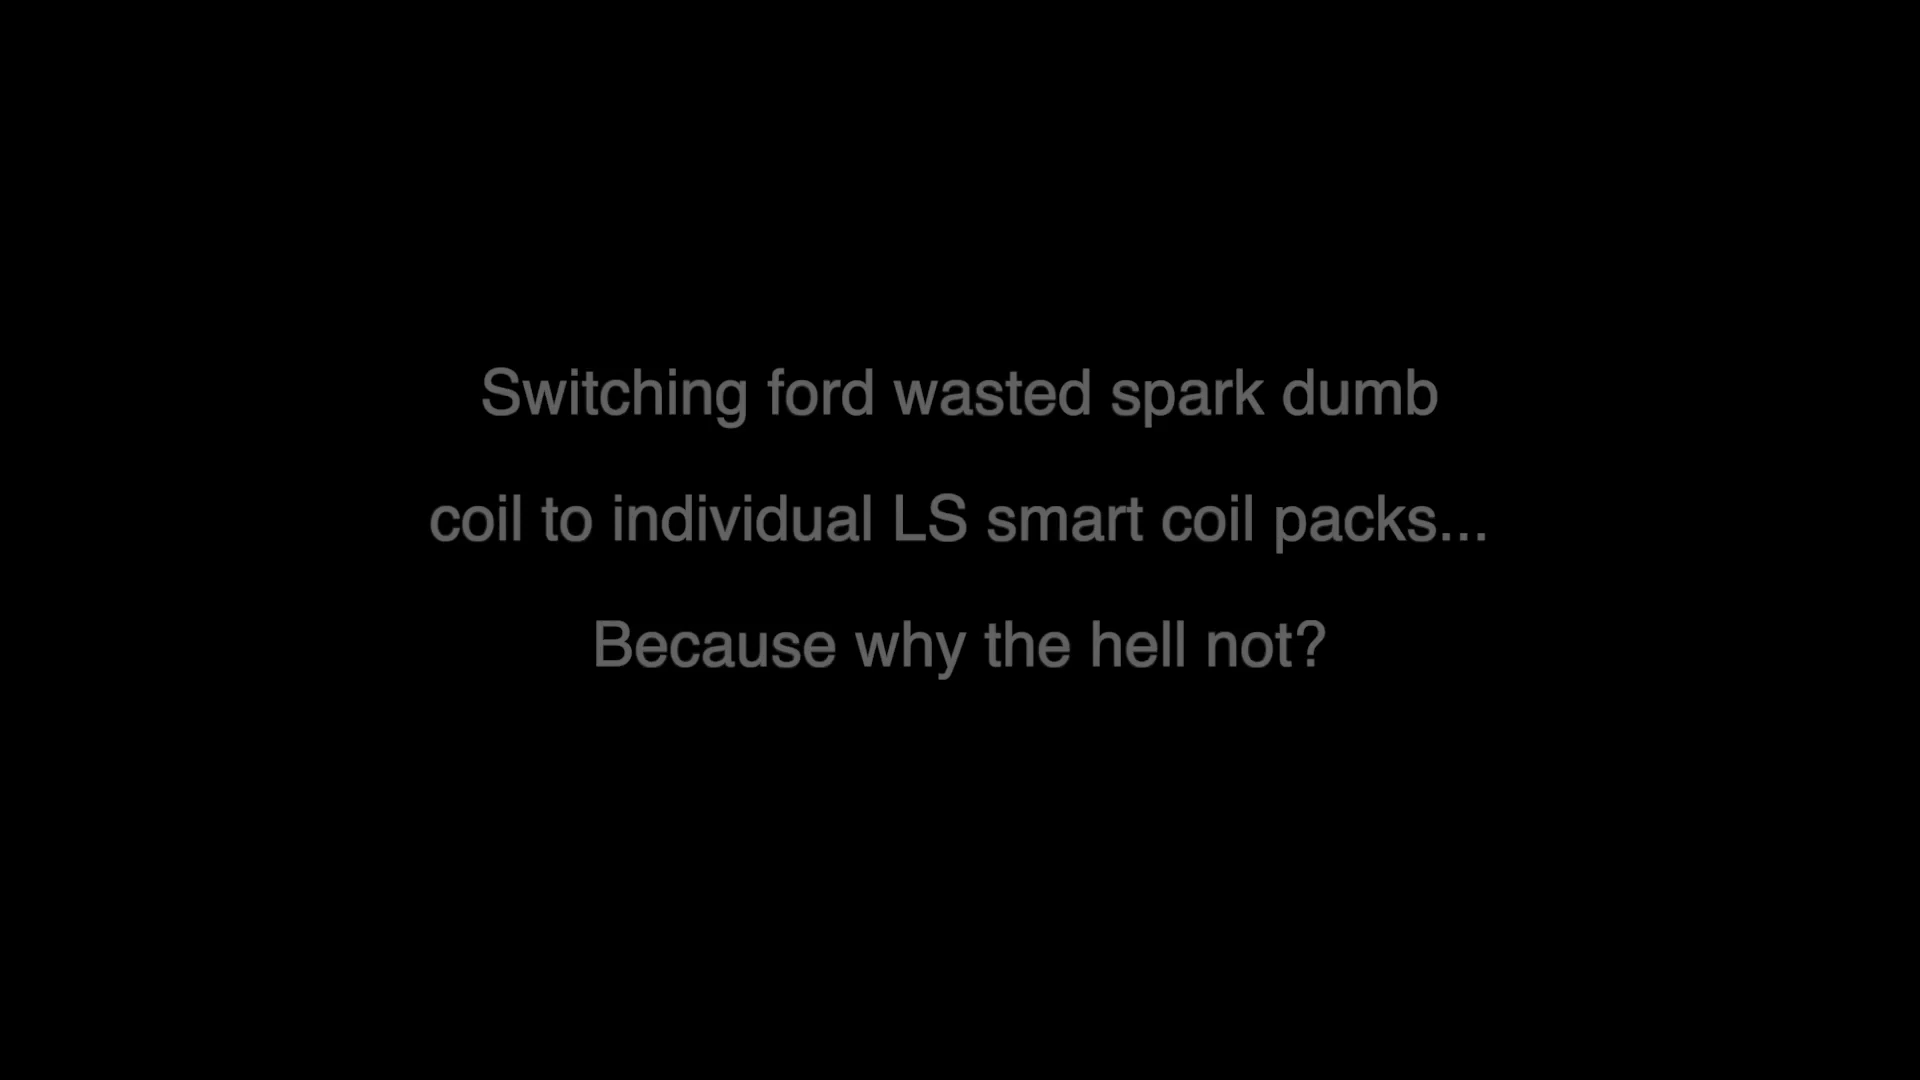 Switching ford wasted spark dumb
coil to individual LS smart coil packs...
Because why the hell not?